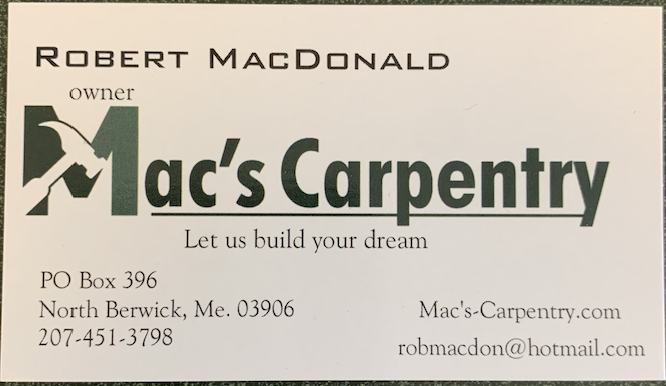 Robert MacDonald
owner
Mac's Carpentry
Let us build your dream
PO Box 396
North Berwick, Me. 03906
207-451-3798
Mac's-Carpentry.com
robmacdon@hotmail.com